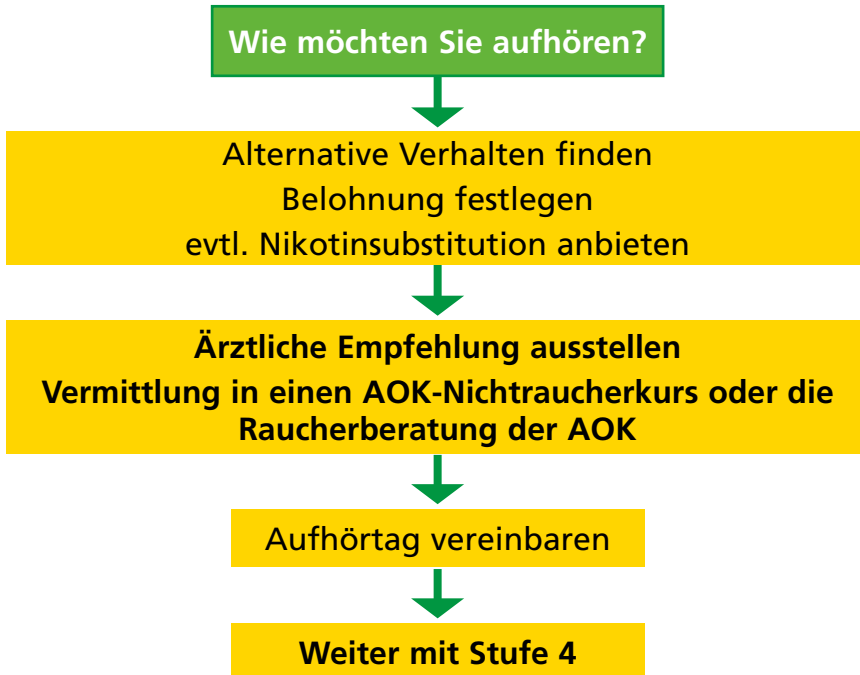 Wie möchten Sie aufhören?
Alternative Verhalten finden
Belohnung festlegen
evtl. Nikotinsubstitution anbieten
Ärztliche Empfehlung ausstellen
Vermittlung in einen AOK-Nichtraucherkurs oder die
Raucherberatung der AOK
Aufhörtag vereinbaren
Weiter mit Stufe 4